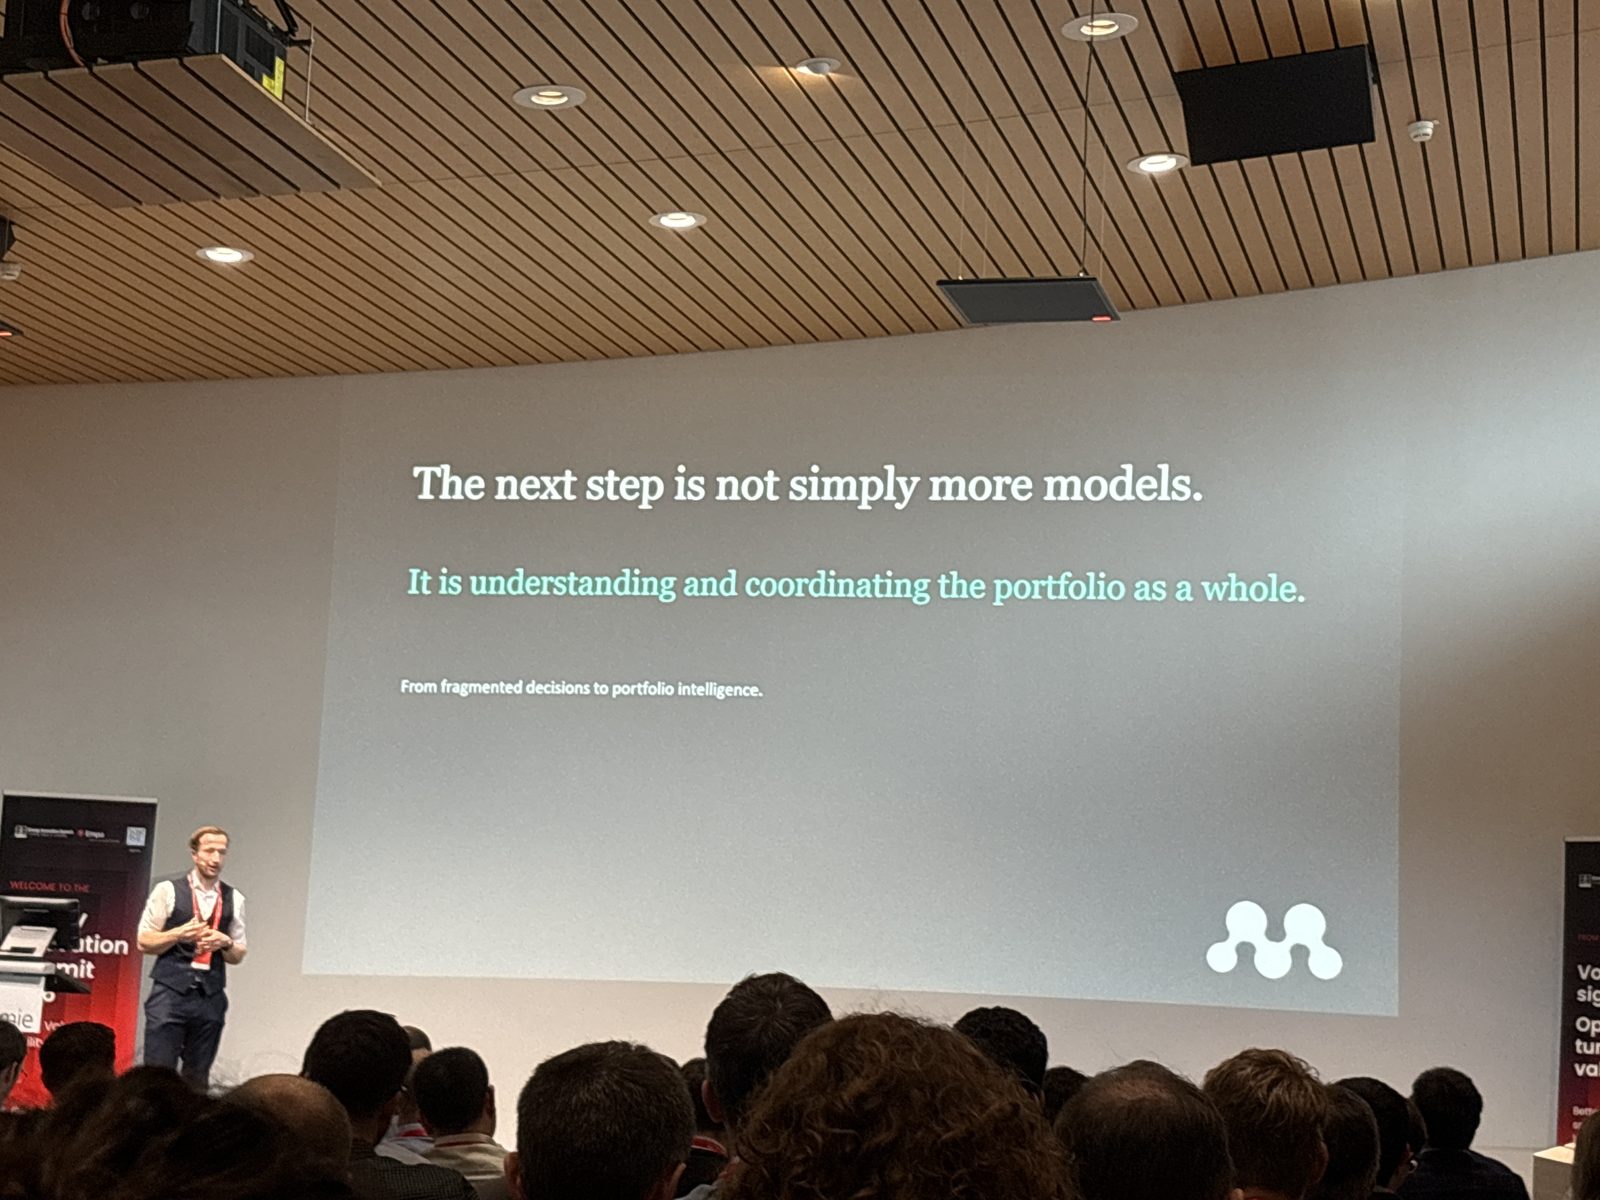 The next step is not simply more models.
It is understanding and coordinating the portfolio as a whole.
From fragmented decisions to portfolio intelligence.
WELCOME TO THE